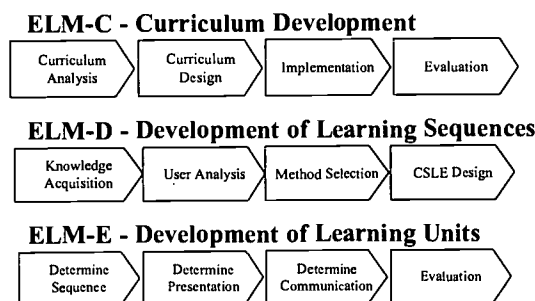 ELM-C - Curriculum Development
Curriculum Analysis
Curriculum Design
Implementation
Evaluation
ELM-D - Development of Learning Sequences
Knowledge Acquisition
User Analysis
Method Selection
CSLE Design
ELM-E - Development of Learning Units
Determine Sequence
Determine Presentation
Determine Communication
Evaluation